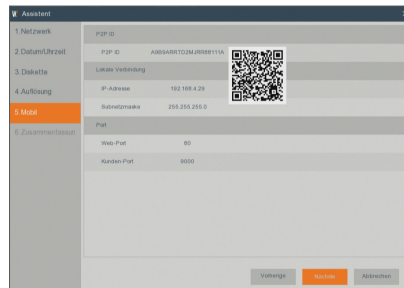 Assistent
1.Netzwerk
2.Datum/Uhrzeit
3.Diskette
4.Auflösung
5.Mobil
6.Zusammenfassun
P2P ID
P2P ID
Lokale Verbindung
IP-Adresse 192.168.4.29
Subnetzmaske 255.255.255.0
Port
Web-Port 80
Kunden-Port 9000
Vorherige Nächste Abbrechen